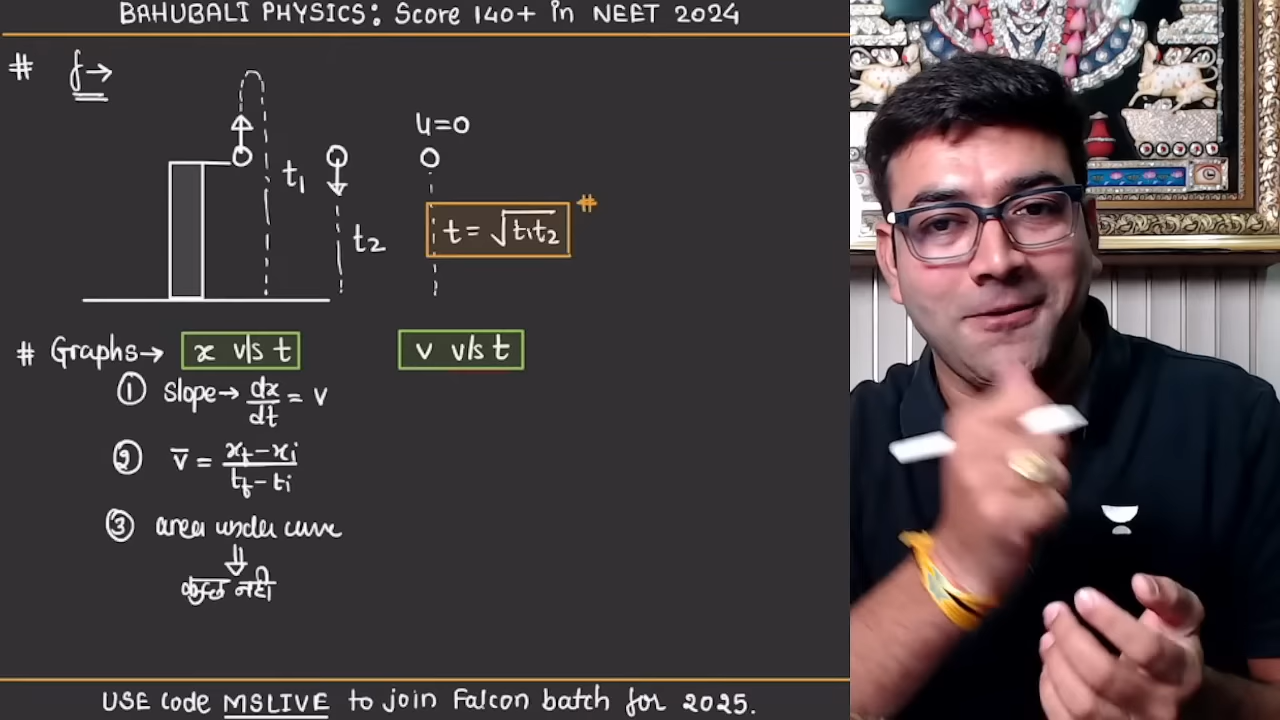 BAHUBALI PHYSICS: Score 140+ in NEET 2024
# f→
u=0
t₁
t₂
t = √t₁t₂ #
# Graphs→ x v/s t
v v/s t
① Slope→ dx/dt = v
② v̅ = xf-xi/tf-ti
③ area under curve
⇓
कुछ नही
USE Code MSLIVE to join Falcon batch for 2025.